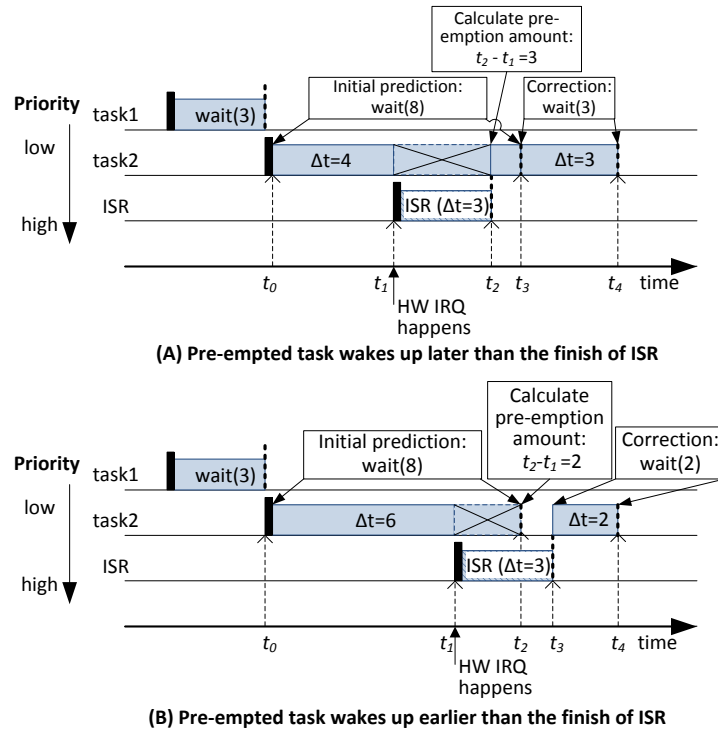 Calculate pre-
emption amount:
t2 - t1 =3
Initial prediction:
wait(8)
Correction:
wait(3)
Priority
low
high
task1
wait(3)
task2
Δt=4
Δt=3
ISR
ISR (Δt=3)
t0
t1
t2
t3
t4
time
HW IRQ
happens
(A) Pre-empted task wakes up later than the finish of ISR
Calculate
pre-emption
amount:
t2-t1 =2
Initial prediction:
wait(8)
Correction:
wait(2)
Priority
low
high
task1
wait(3)
task2
Δt=6
Δt=2
ISR
ISR (Δt=3)
t0
t1
t2
t3
t4
time
HW IRQ
happens
(B) Pre-empted task wakes up earlier than the finish of ISR